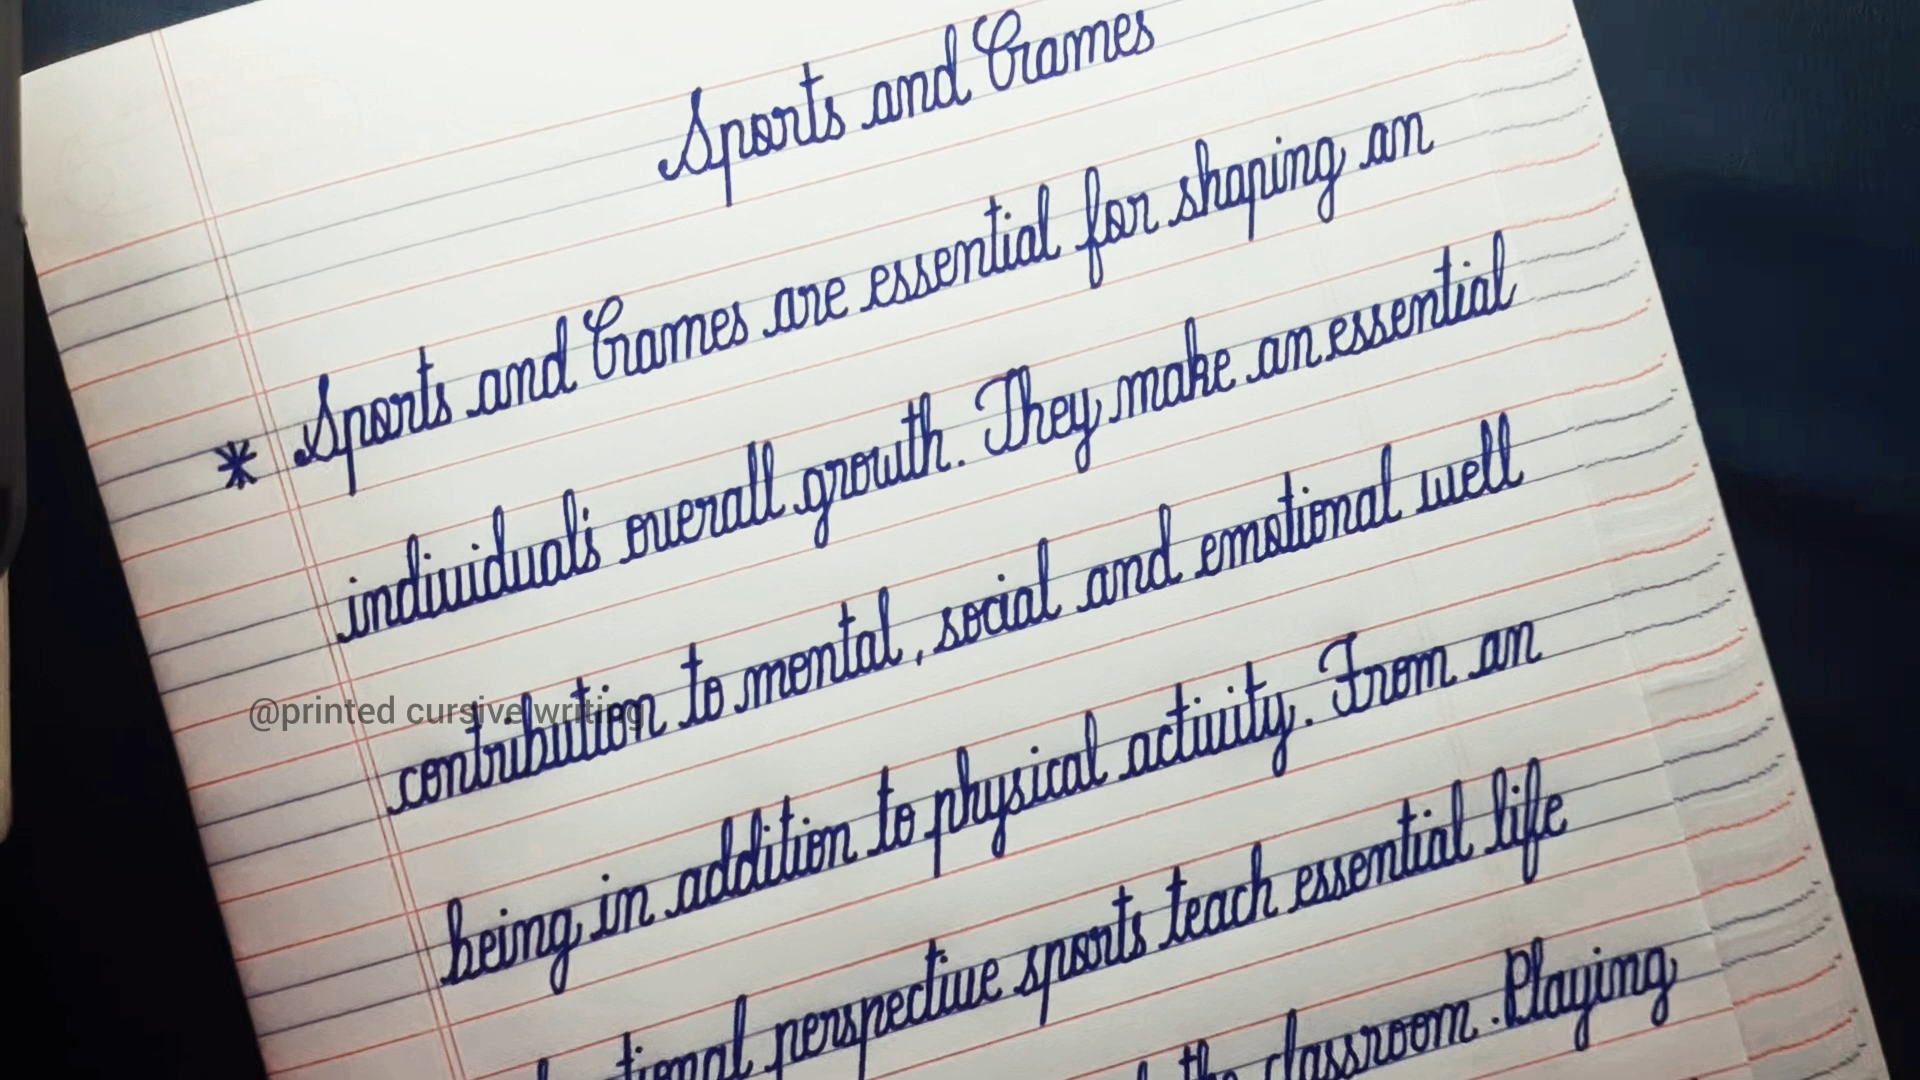 Sports and Games
* Sports and Games are essential for shaping an
individual's overall growth. They make an essential
contribution to mental, social and emotional well
@printed cursive writing
being in addition to physical activity. From an
perspective sports teach essential life
the classroom. Playing